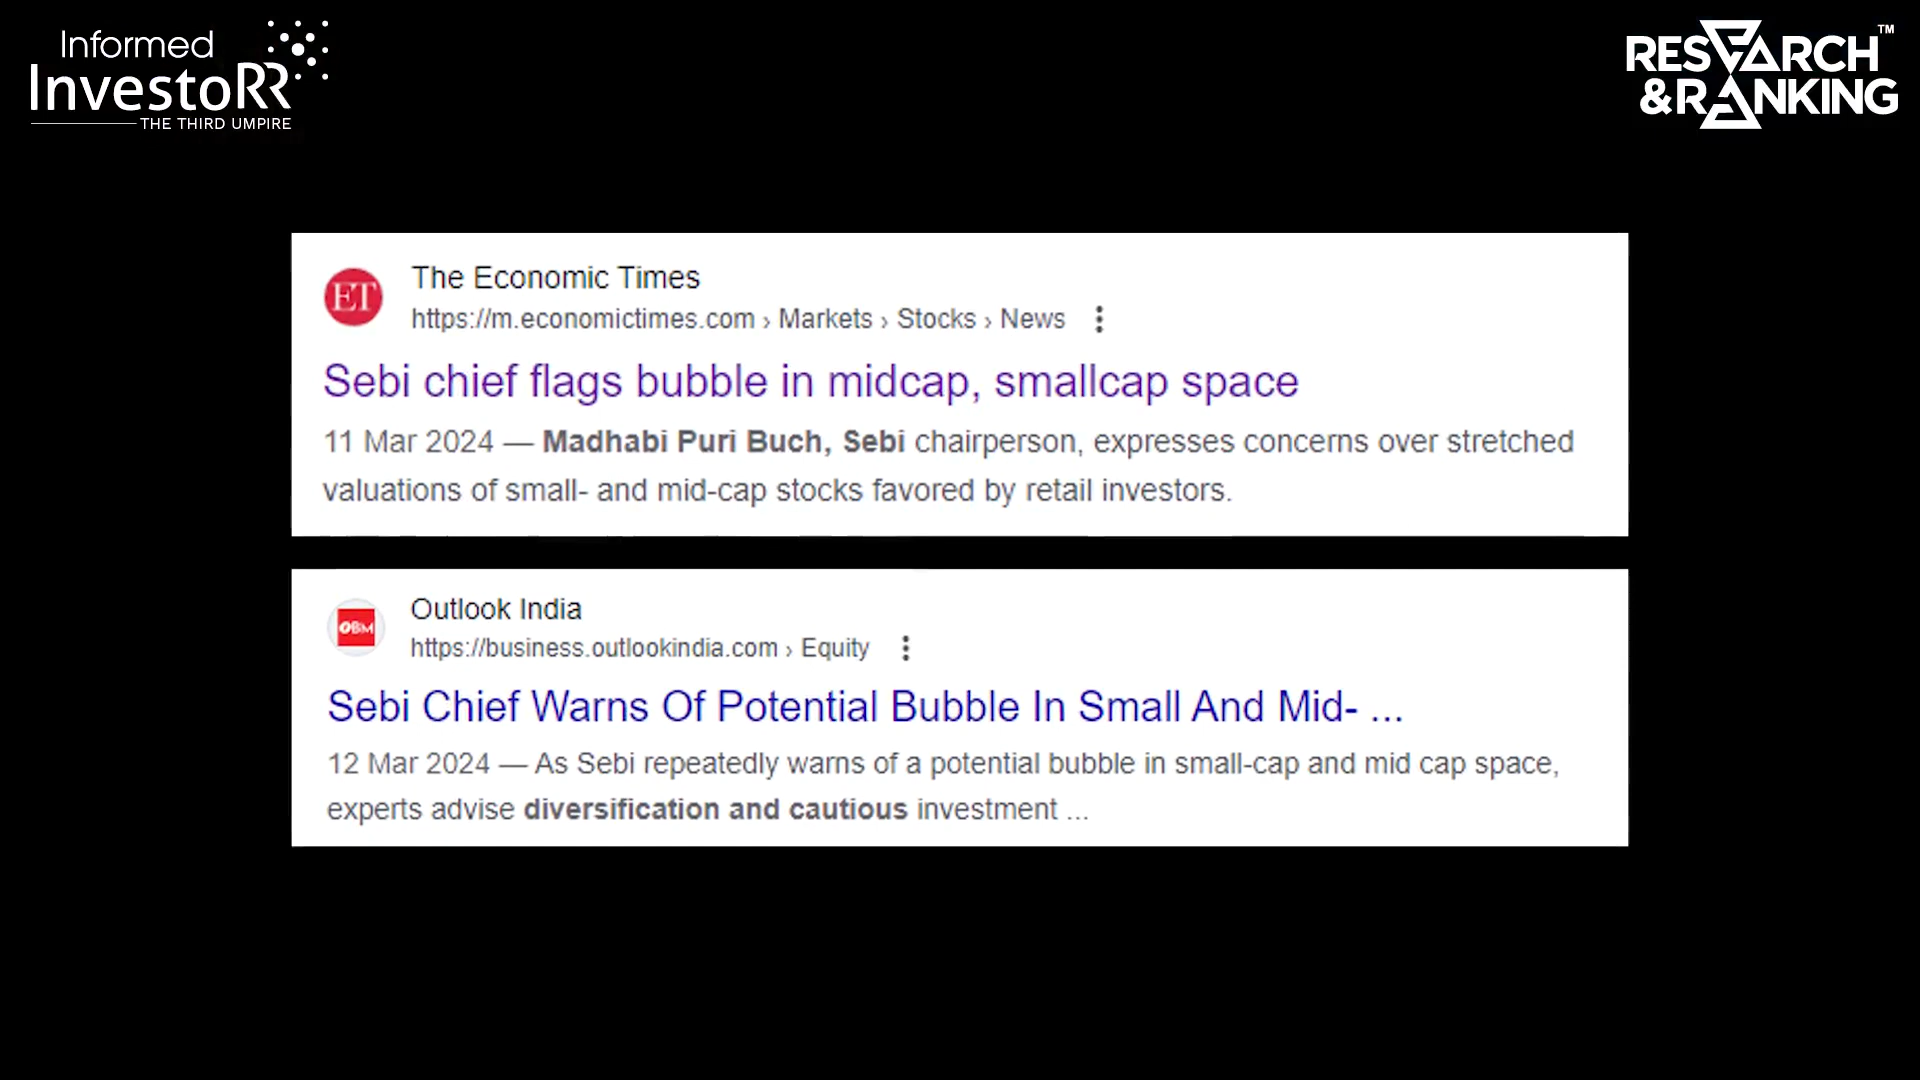 Informed
InvestoRR
THE THIRD UMPIRE
RESEARCH™
&RANKING
ET
The Economic Times
https://m.economictimes.com › Markets › Stocks › News
Sebi chief flags bubble in midcap, smallcap space
11 Mar 2024 — Madhabi Puri Buch, Sebi chairperson, expresses concerns over stretched
valuations of small- and mid-cap stocks favored by retail investors.
OBM
Outlook India
https://business.outlookindia.com › Equity
Sebi Chief Warns Of Potential Bubble In Small And Mid- ...
12 Mar 2024 — As Sebi repeatedly warns of a potential bubble in small-cap and mid cap space,
experts advise diversification and cautious investment ...